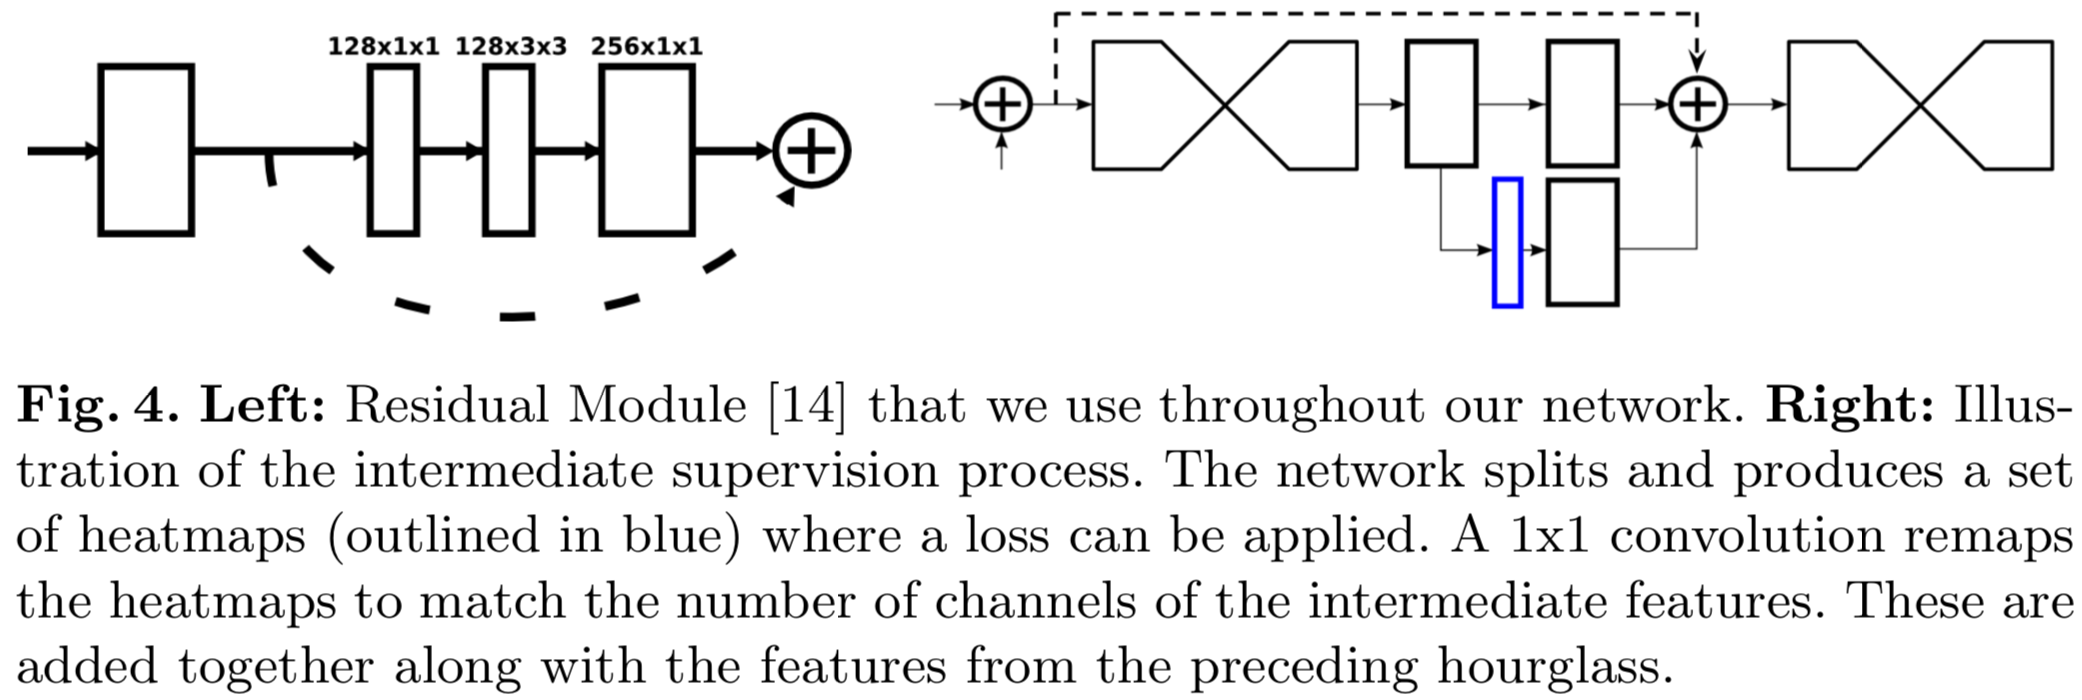 128x1x1 128x3x3 256x1x1
Fig. 4. Left: Residual Module [14] that we use throughout our network. Right: Illus-
tration of the intermediate supervision process. The network splits and produces a set
of heatmaps (outlined in blue) where a loss can be applied. A 1x1 convolution remaps
the heatmaps to match the number of channels of the intermediate features. These are
added together along with the features from the preceding hourglass.